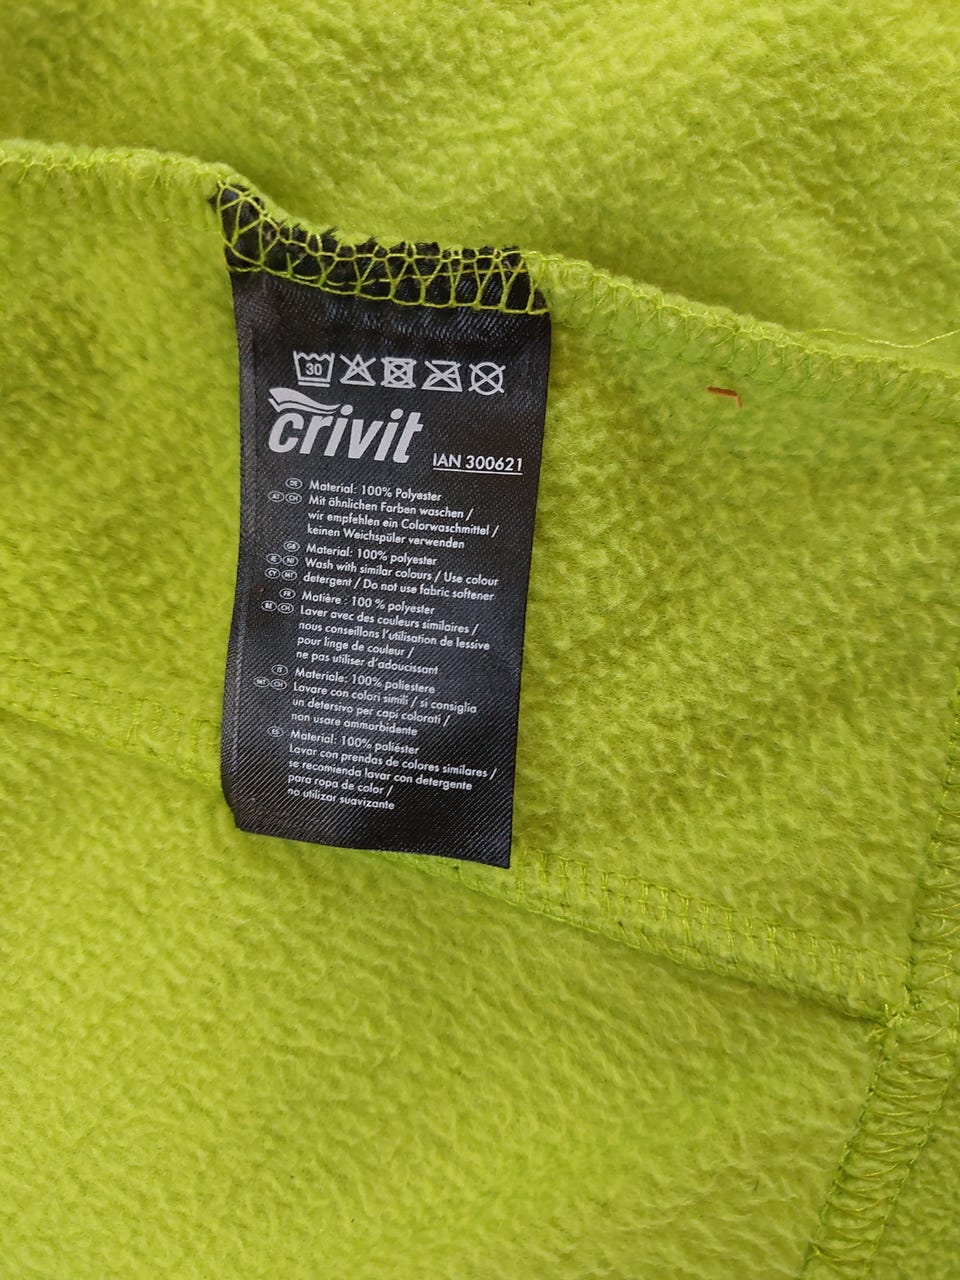 30
crivit
IAN 300621
DE Material: 100% Polyester
AT CH Mit ähnlichen Farben waschen /
wir empfehlen ein Colorwaschmittel /
keinen Weichspüler verwenden
GB Material: 100% polyester
IE NI Wash with similar colours / Use colour
CY MT detergent / Do not use fabric softener
FR Matière : 100 % polyester
BE CH Laver avec des couleurs similaires /
nous conseillons l'utilisation de lessive
pour linge de couleur /
ne pas utiliser d'adoucissant
IT Materiale: 100% poliestere
MT CH Lavare con colori simili / si consiglia
un detersivo per capi colorati /
non usare ammorbidente
ES Material: 100% poliéster
Lavar con prendas de colores similares /
se recomienda lavar con detergente
para ropa de color /
no utilizar suavizante